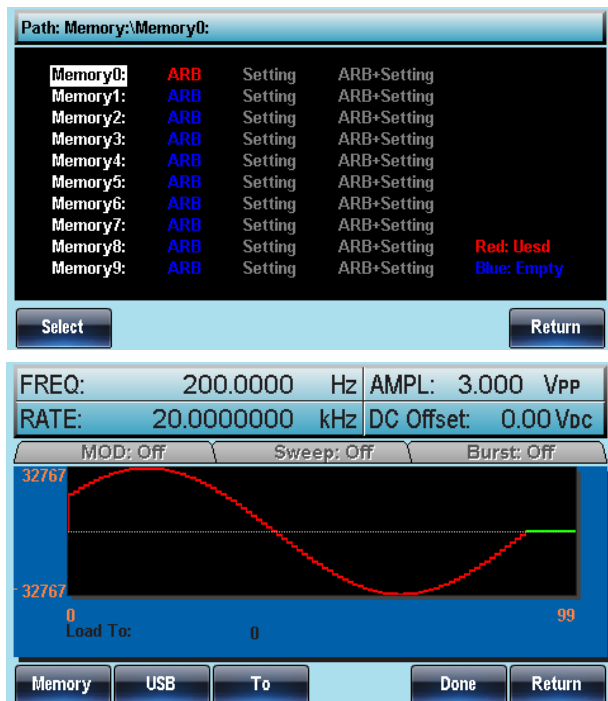 Path: Memory:\Memory0:
Memory0: ARB Setting ARB+Setting
Memory1: ARB Setting ARB+Setting
Memory2: ARB Setting ARB+Setting
Memory3: ARB Setting ARB+Setting
Memory4: ARB Setting ARB+Setting
Memory5: ARB Setting ARB+Setting
Memory6: ARB Setting ARB+Setting
Memory7: ARB Setting ARB+Setting
Memory8: ARB Setting ARB+Setting Red: Uesd
Memory9: ARB Setting ARB+Setting Blue: Empty
Select Return
FREQ: 200.0000 Hz AMPL: 3.000 VPP
RATE: 20.0000000 kHz DC Offset: 0.00 VDC
MOD: Off Sweep: Off Burst: Off
32767
- 32767
0 99
Load To: 0
Memory USB To Done Return